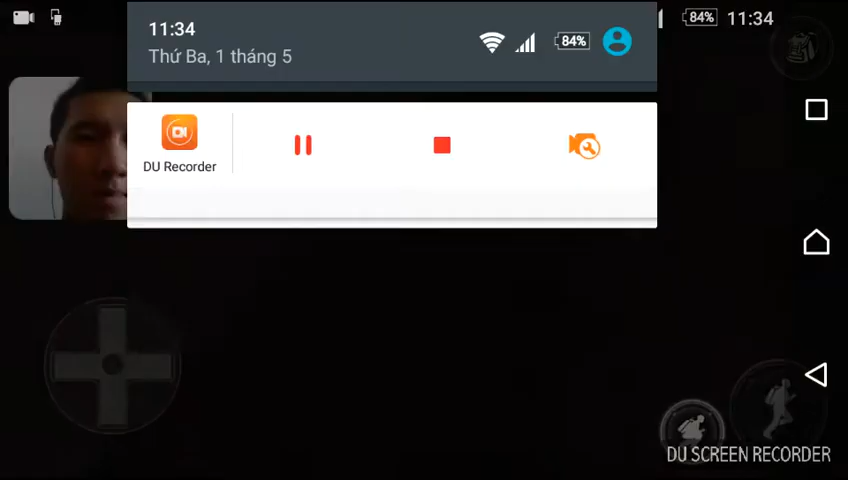 84% 11:34
11:34
Thứ Ba, 1 tháng 5
84%
DU Recorder
DU SCREEN RECORDER